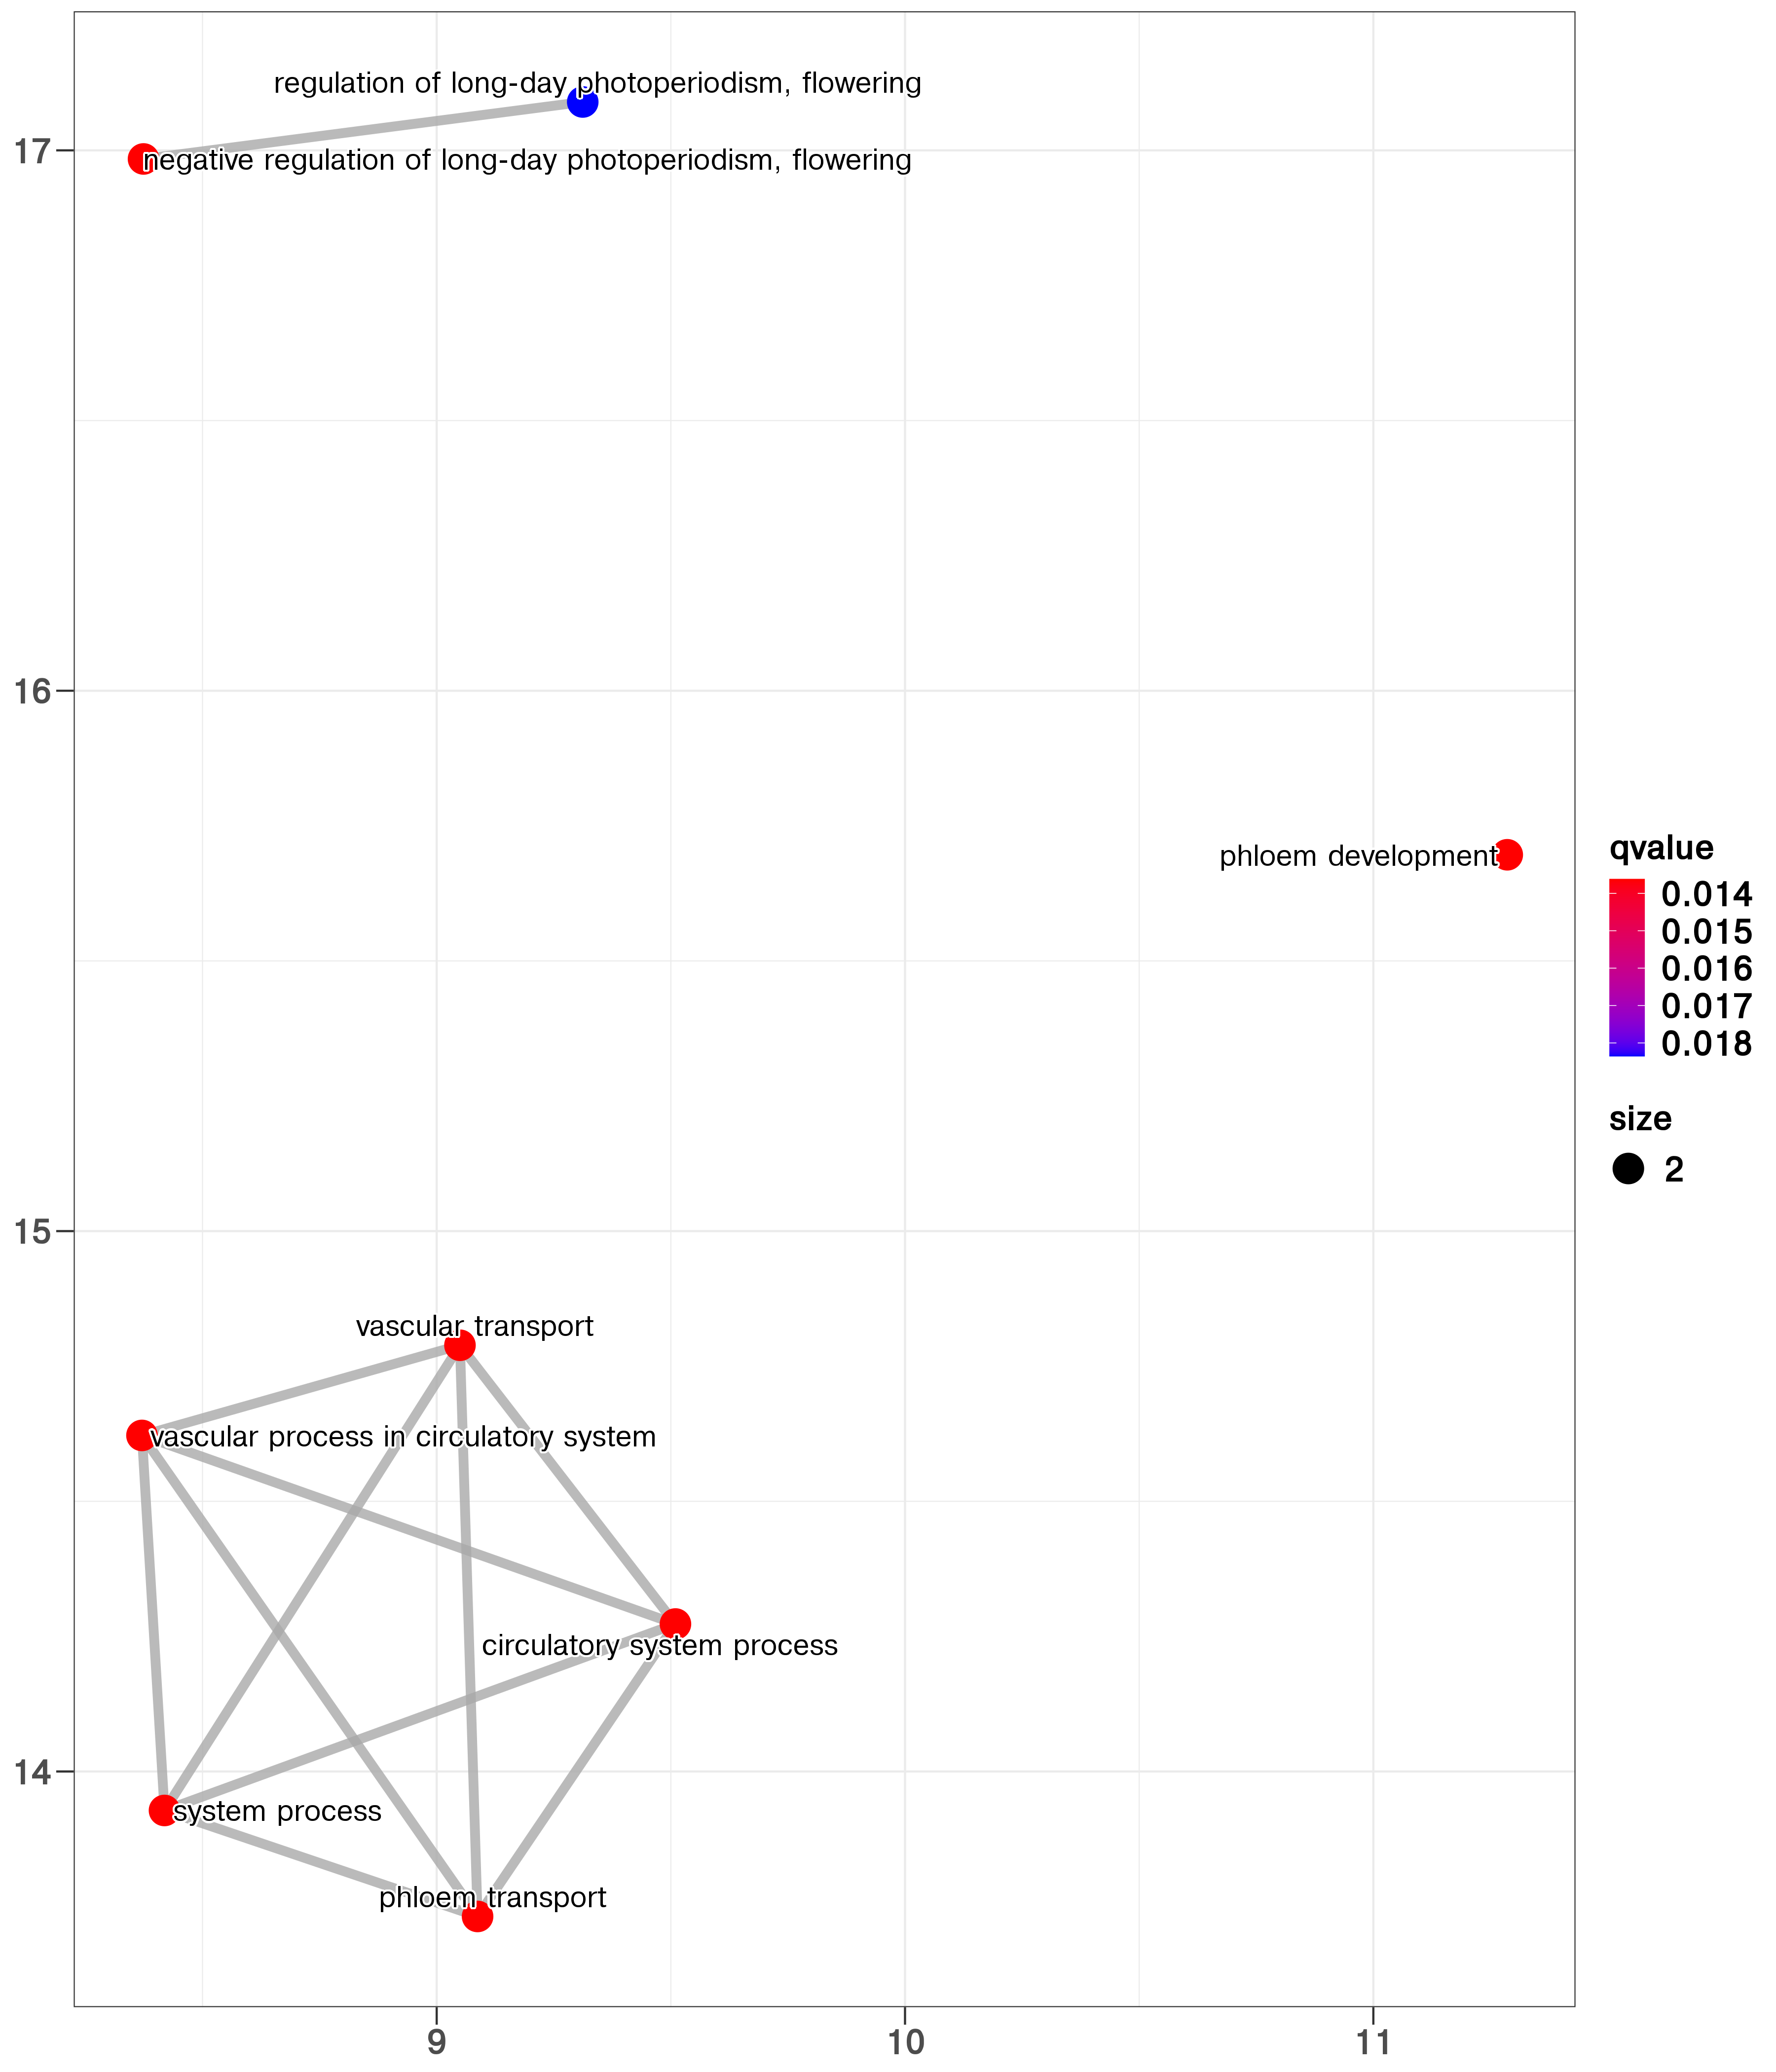 regulation of long-day photoperiodism, flowering
17
negative regulation of long-day photoperiodism, flowering
16
phloem development
qvalue
0.014
0.015
0.016
0.017
0.018
size
2
15
vascular transport
vascular process in circulatory system
circulatory system process
14
system process
phloem transport
9
10
11